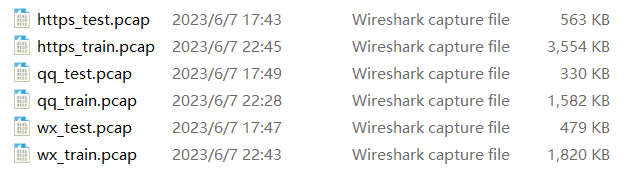 https_test.pcap 2023/6/7 17:43 Wireshark capture file 563 KB
https_train.pcap 2023/6/7 22:45 Wireshark capture file 3,554 KB
qq_test.pcap 2023/6/7 17:49 Wireshark capture file 330 KB
qq_train.pcap 2023/6/7 22:28 Wireshark capture file 1,582 KB
wx_test.pcap 2023/6/7 17:47 Wireshark capture file 479 KB
wx_train.pcap 2023/6/7 22:43 Wireshark capture file 1,820 KB